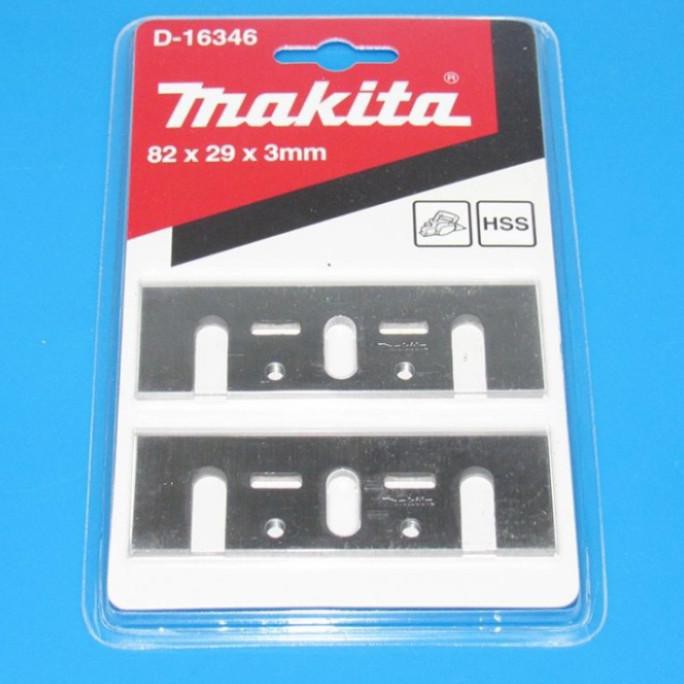 D-16346
makita®
82 x 29 x 3mm
HSS